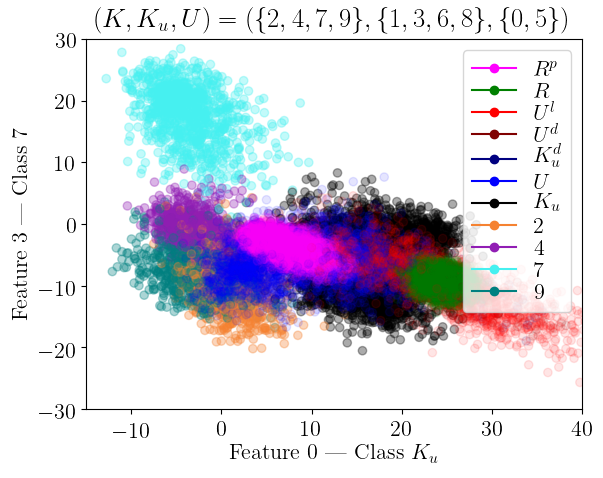 (K, K_u, U) = ({2, 4, 7, 9}, {1, 3, 6, 8}, {0, 5})
Feature 3 — Class 7
30
20
10
0
−10
−20
−30
R^p
R
U^l
U^d
K_u^d
U
K_u
2
4
7
9
−10 0 10 20 30 40
Feature 0 — Class K_u